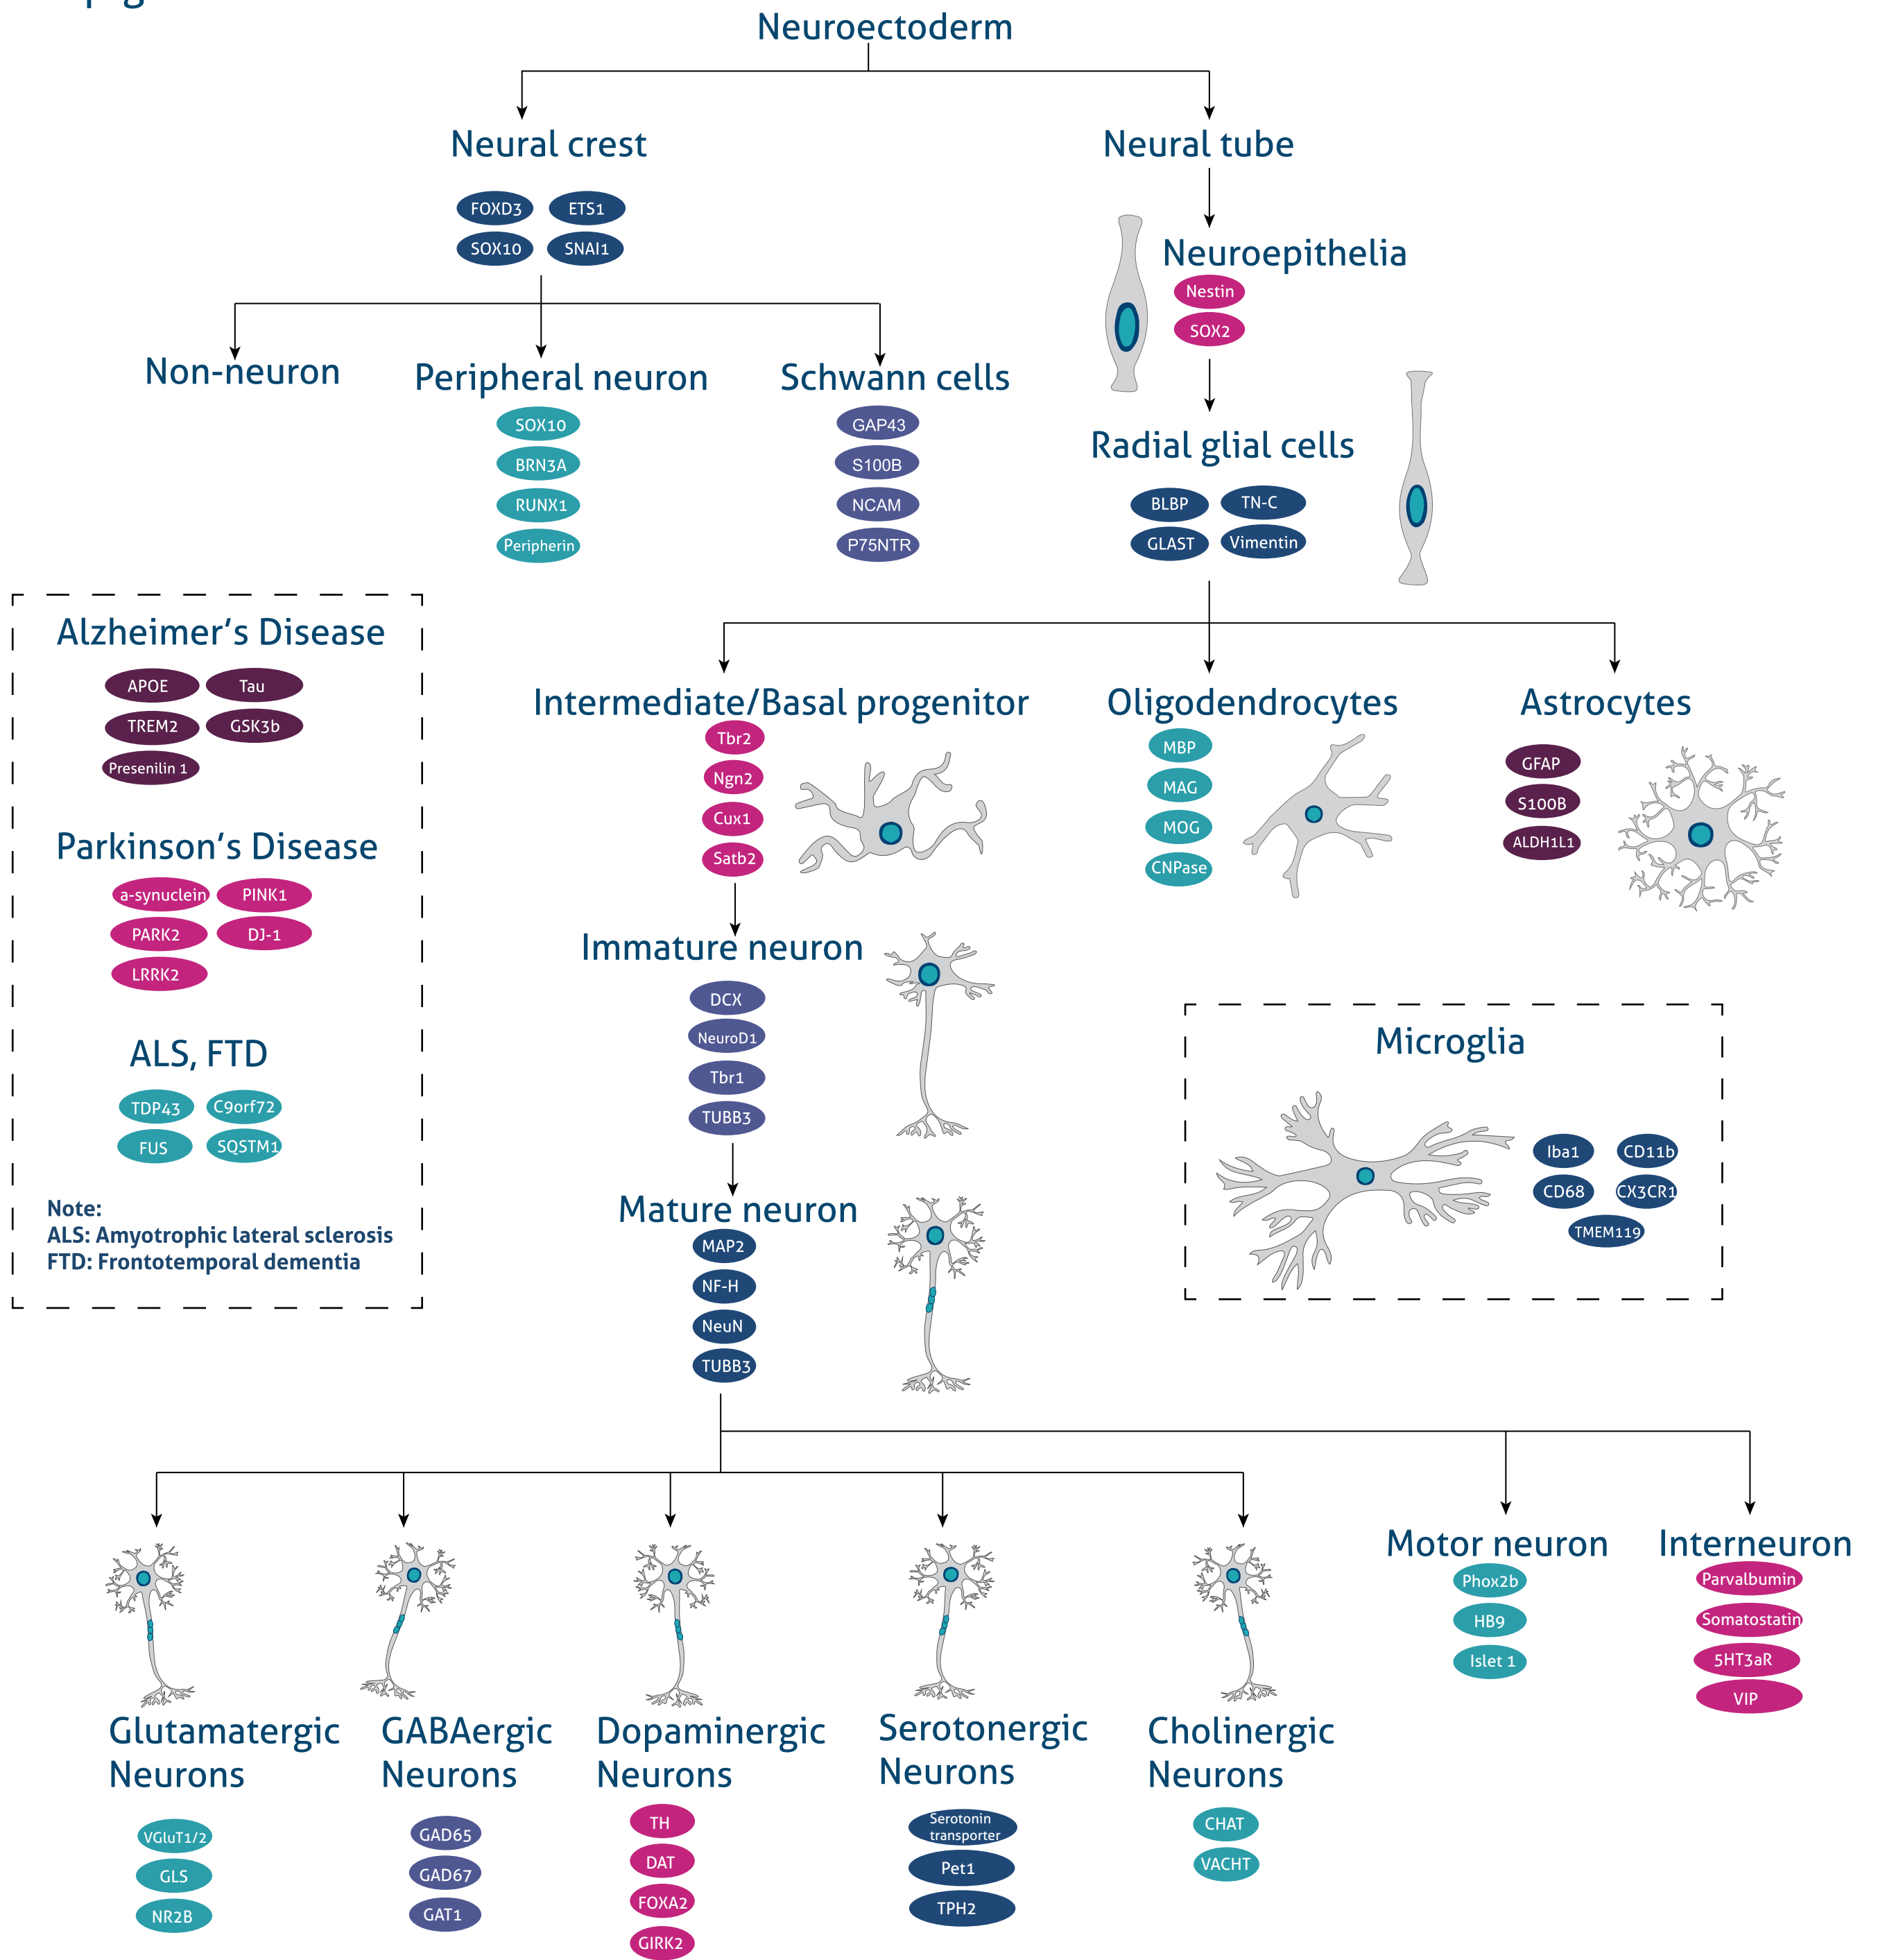 Neuroectoderm
Neural crest
Neural tube
FOXD3
ETS1
SOX10
SNAI1
Neuroepithelia
Nestin
SOX2
Non-neuron
Peripheral neuron
Schwann cells
SOX10
BRN3A
RUNX1
Peripherin
GAP43
S100B
NCAM
P75NTR
Radial glial cells
BLBP
TN-C
GLAST
Vimentin
Alzheimer's Disease
APOE
Tau
TREM2
GSK3b
Presenilin 1
Parkinson's Disease
a-synuclein
PINK1
PARK2
DJ-1
LRRK2
ALS, FTD
TDP43
C9orf72
FUS
SQSTM1
Note:
ALS: Amyotrophic lateral sclerosis
FTD: Frontotemporal dementia
Intermediate/Basal progenitor
Tbr2
Ngn2
Cux1
Satb2
Oligodendrocytes
MBP
MAG
MOG
CNPase
Astrocytes
GFAP
S100B
ALDH1L1
Immature neuron
DCX
NeuroD1
Tbr1
TUBB3
Microglia
Iba1
CD11b
CD68
CX3CR1
TMEM119
Mature neuron
MAP2
NF-H
NeuN
TUBB3
Motor neuron
Phox2b
HB9
Islet 1
Interneuron
Parvalbumin
Somatostatin
5HT3aR
VIP
Glutamatergic
Neurons
VGluT1/2
GLS
NR2B
GABAergic
Neurons
GAD65
GAD67
GAT1
Dopaminergic
Neurons
TH
DAT
FOXA2
GIRK2
Serotonergic
Neurons
Serotonin
transporter
Pet1
TPH2
Cholinergic
Neurons
CHAT
VACHT